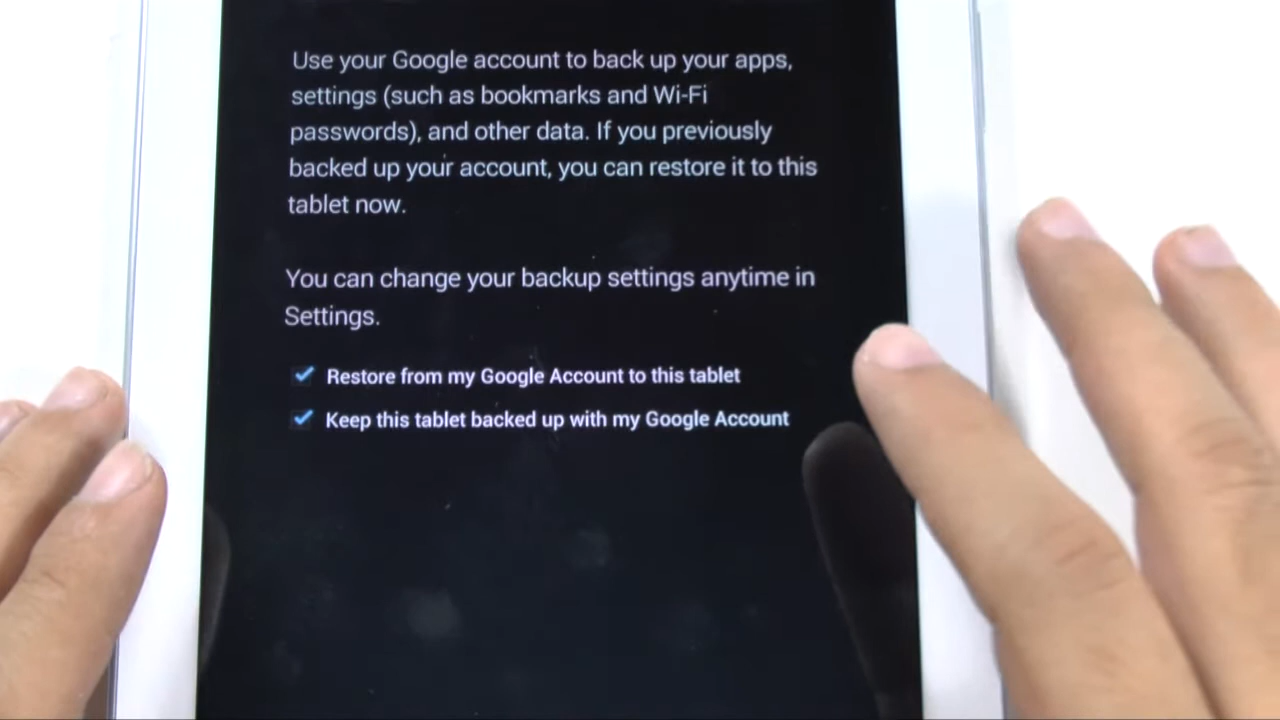 Use your Google account to back up your apps,
settings (such as bookmarks and Wi-Fi
passwords), and other data. If you previously
backed up your account, you can restore it to this
tablet now.
You can change your backup settings anytime in
Settings.
Restore from my Google Account to this tablet
Keep this tablet backed up with my Google Account